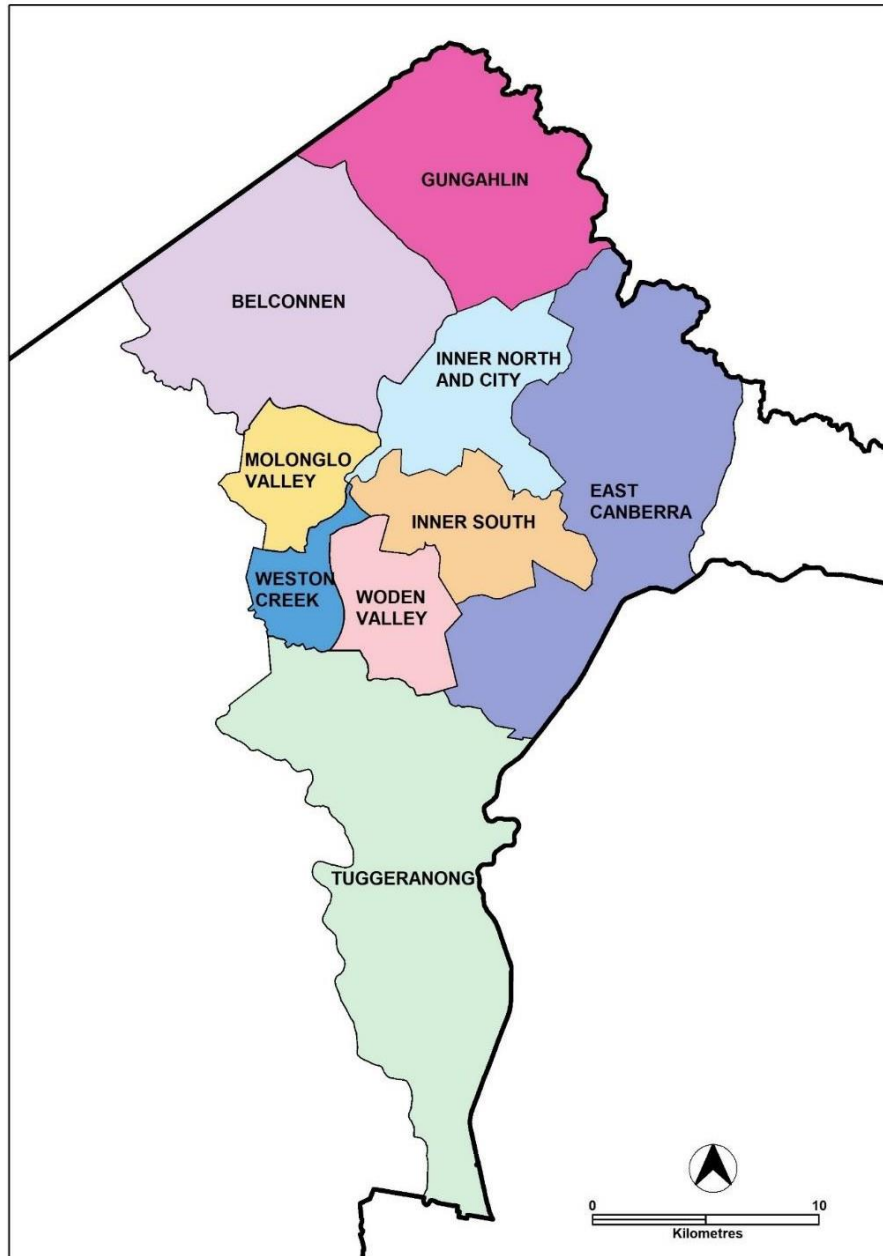 GUNGAHLIN
BELCONNEN
INNER NORTH
AND CITY
MOLONGLO
VALLEY
EAST
CANBERRA
INNER SOUTH
WESTON
CREEK
WODEN
VALLEY
TUGGERANONG
0 10
Kilometres